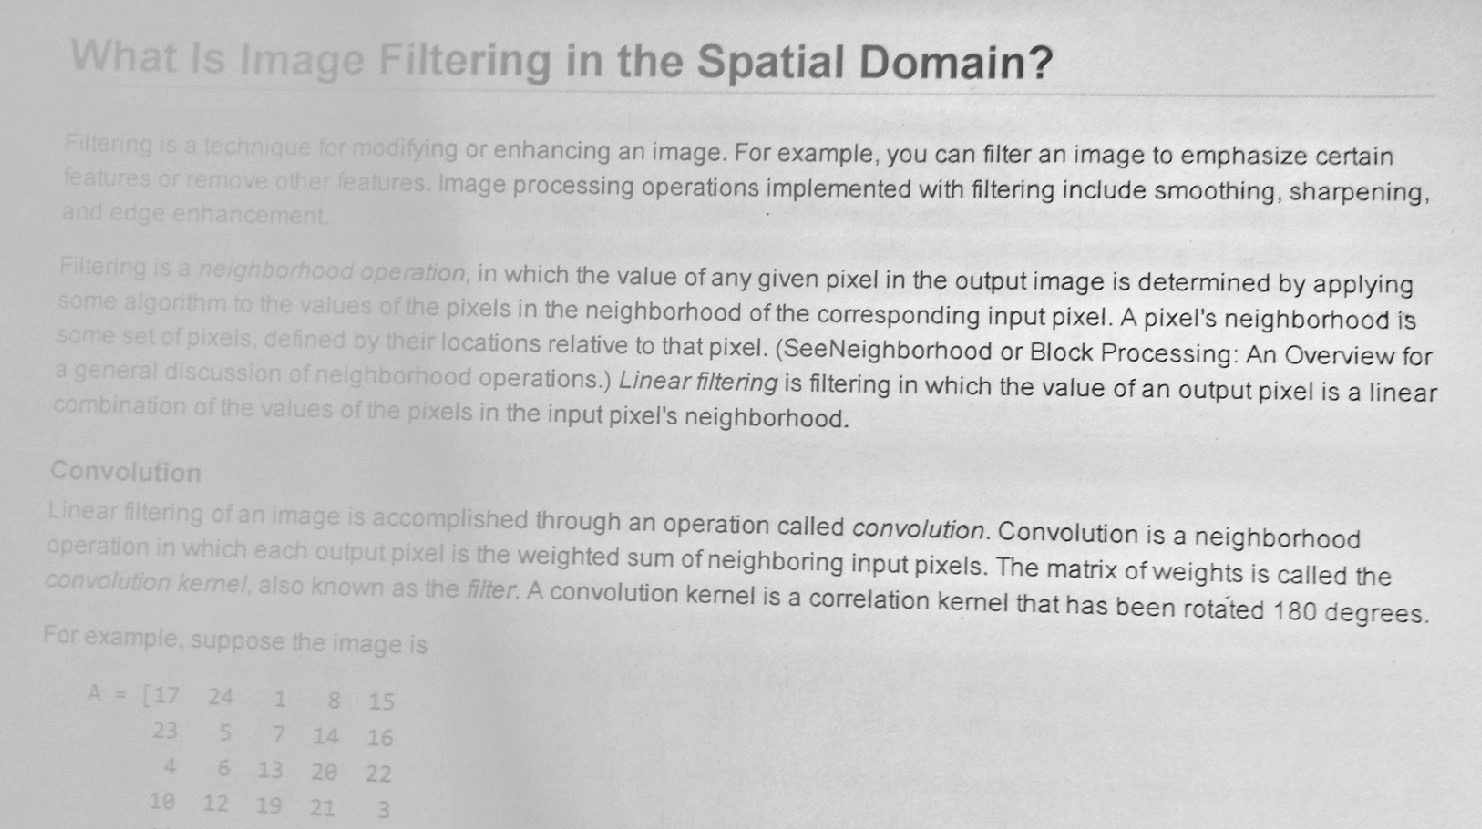 What Is Image Filtering in the Spatial Domain?
Filtering is a technique for modifying or enhancing an image. For example, you can filter an image to emphasize certain
features or remove other features. Image processing operations implemented with filtering include smoothing, sharpening,
and edge enhancement.
Filtering is a neighborhood operation, in which the value of any given pixel in the output image is determined by applying
some algorithm to the values of the pixels in the neighborhood of the corresponding input pixel. A pixel's neighborhood is
some set of pixels, defined by their locations relative to that pixel. (SeeNeighborhood or Block Processing: An Overview for
a general discussion of neighborhood operations.) Linear filtering is filtering in which the value of an output pixel is a linear
combination of the values of the pixels in the input pixel's neighborhood.
Convolution
Linear filtering of an image is accomplished through an operation called convolution. Convolution is a neighborhood
operation in which each output pixel is the weighted sum of neighboring input pixels. The matrix of weights is called the
convolution kernel, also known as the filter. A convolution kernel is a correlation kernel that has been rotated 180 degrees.
For example, suppose the image is
A = [17 24 1 8 15
23 5 7 14 16
4 6 13 20 22
10 12 19 21 3